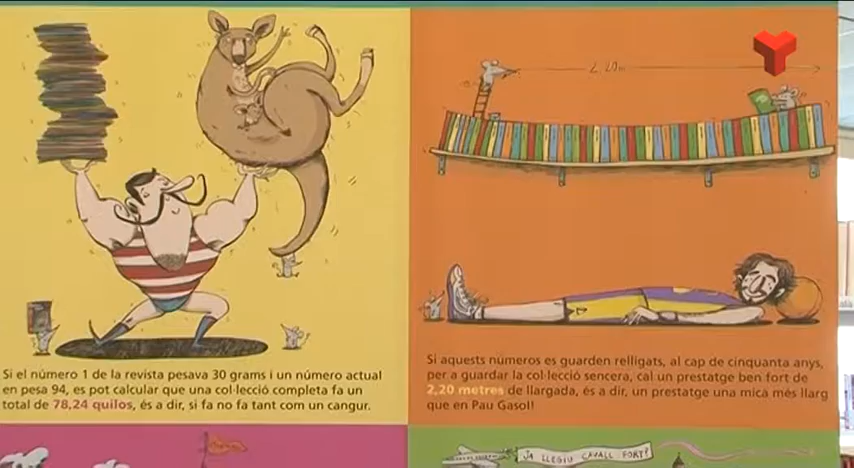 2,20m
Si el número 1 de la revista pesava 30 grams i un número actual
en pesa 94, es pot calcular que una col·lecció completa fa un
total de 78,24 quilos, és a dir, si fa no fa tant com un cangur.
Si aquests números es guarden relligats, al cap de cinquanta anys,
per a guardar la col·lecció sencera, cal un prestatge ben fort de
2,20 metres de llargada, és a dir, un prestatge una mica més llarg
que en Pau Gasol!
JA LLEGIU CAVALL FORT?